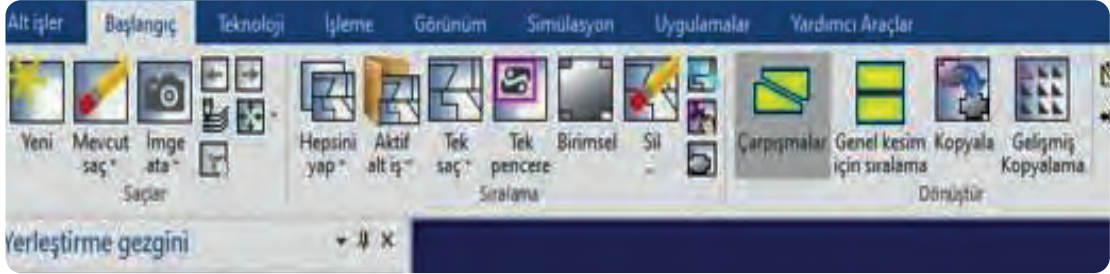 Alt işler Başlangıç Teknoloji İşleme Görünüm Simülasyon Uygulamalar Yardımcı Araçlar
Yeni Mevcut İmge Hepsini Aktif Tek Tek Birimsel Sil Çarpışmalar Genel kesim Kopyala Gelişmiş
saç ata yap alt iş saç pencere için sıralama Kopyalama
Saçlar Sıralama Dönüştür
Yerleştirme gezgini